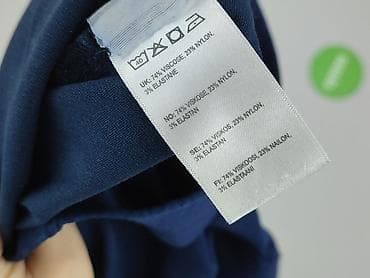 40
UK: 74% VISCOSE, 23% NYLON,
3% ELASTANE
NO: 74% VISKOSE, 23% NYLON,
3% ELASTAN
SE: 74% VISKOS, 23% NYLON,
3% ELASTAN
FI: 74% VISKOOSI, 23% NAILON,
3% ELASTAANI